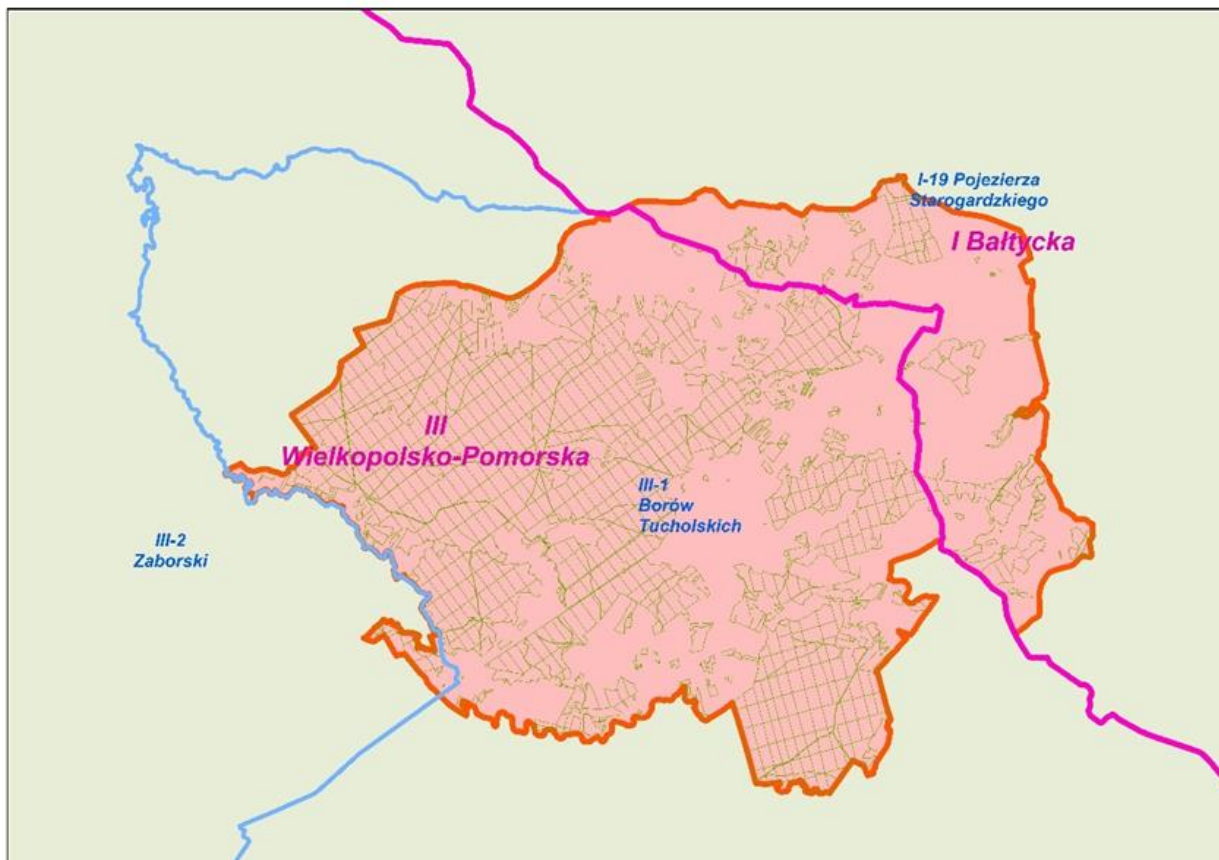 I-19 Pojezierza
Starogardzkiego
I Bałtycka
III
Wielkopolsko-Pomorska
III-1
Borów
Tucholskich
III-2
Zaborski